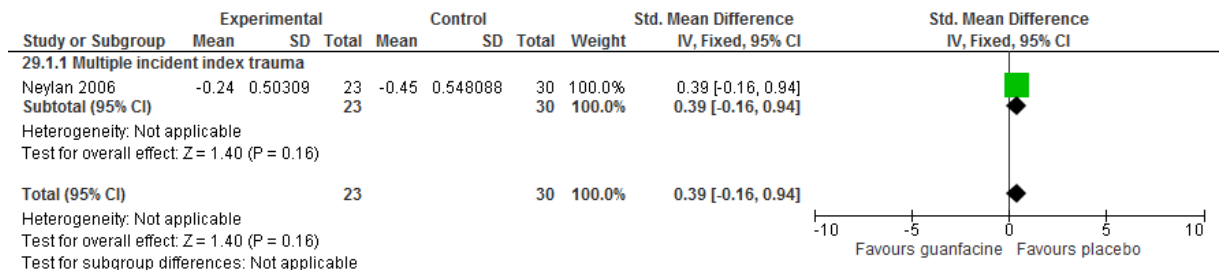 Experimental Control Std. Mean Difference Std. Mean Difference
Study or Subgroup Mean SD Total Mean SD Total Weight IV, Fixed, 95% CI IV, Fixed, 95% CI
29.1.1 Multiple incident index trauma
Neylan 2006 -0.24 0.50309 23 -0.45 0.548088 30 100.0% 0.39 [-0.16, 0.94]
Subtotal (95% CI) 23 30 100.0% 0.39 [-0.16, 0.94]
Heterogeneity: Not applicable
Test for overall effect: Z = 1.40 (P = 0.16)
Total (95% CI) 23 30 100.0% 0.39 [-0.16, 0.94]
Heterogeneity: Not applicable
Test for overall effect: Z = 1.40 (P = 0.16)
Test for subgroup differences: Not applicable
-10 -5 0 5 10
Favours guanfacine Favours placebo